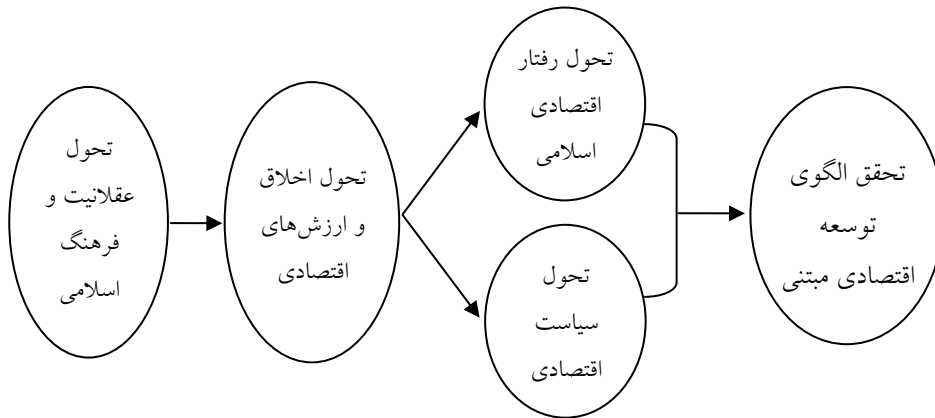 تحول
عقلانیت و
فرهنگ
اسلامی
تحول اخلاق
و ارزش‌های
اقتصادی
تحول رفتار
اقتصادی
اسلامی
تحول
سیاست
اقتصادی
تحقق الگوی
توسعه
اقتصادی مبتنی